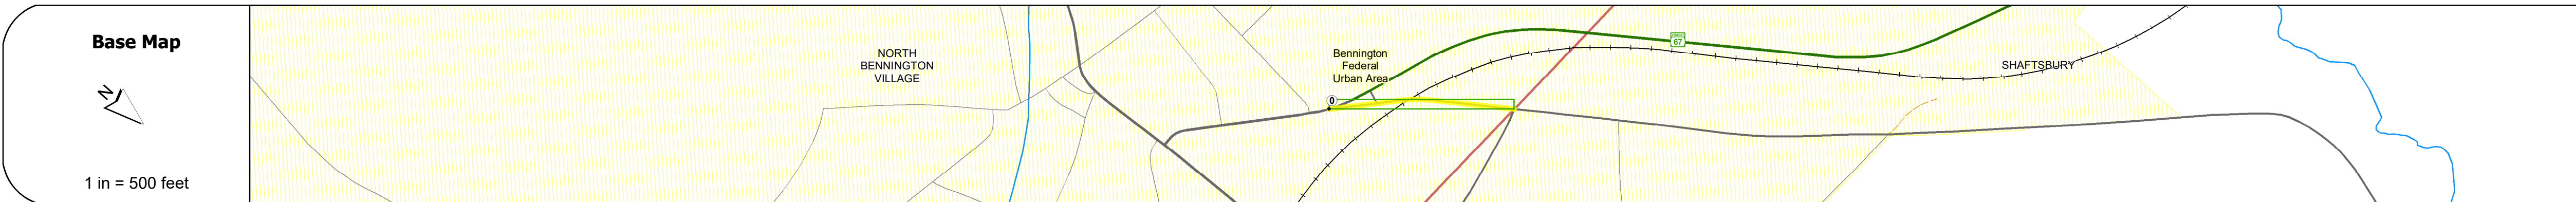 Base Map
N
1 in = 500 feet
NORTH
BENNINGTON
VILLAGE
Bennington
Federal
Urban Area
0
67
SHAFTSBURY